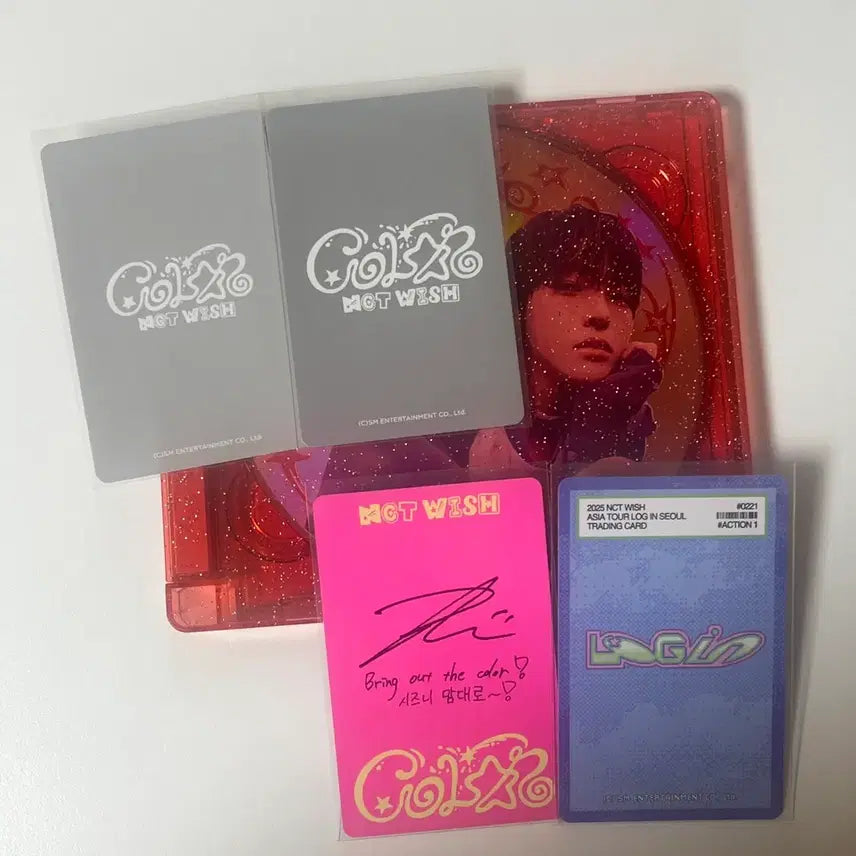 COLOR
NCT WISH
(C)SM ENTERTAINMENT CO., Ltd.
COLOR
NCT WISH
(C)SM ENTERTAINMENT CO., Ltd.
NCT WISH
Bring out the color!
시즈니 맘대로~!
COLOR
2025 NCT WISH
ASIA TOUR LOG IN SEOUL
TRADING CARD
#0221
#ACTION 1
LOG in
(C) SM ENTERTAINMENT CO., Ltd.